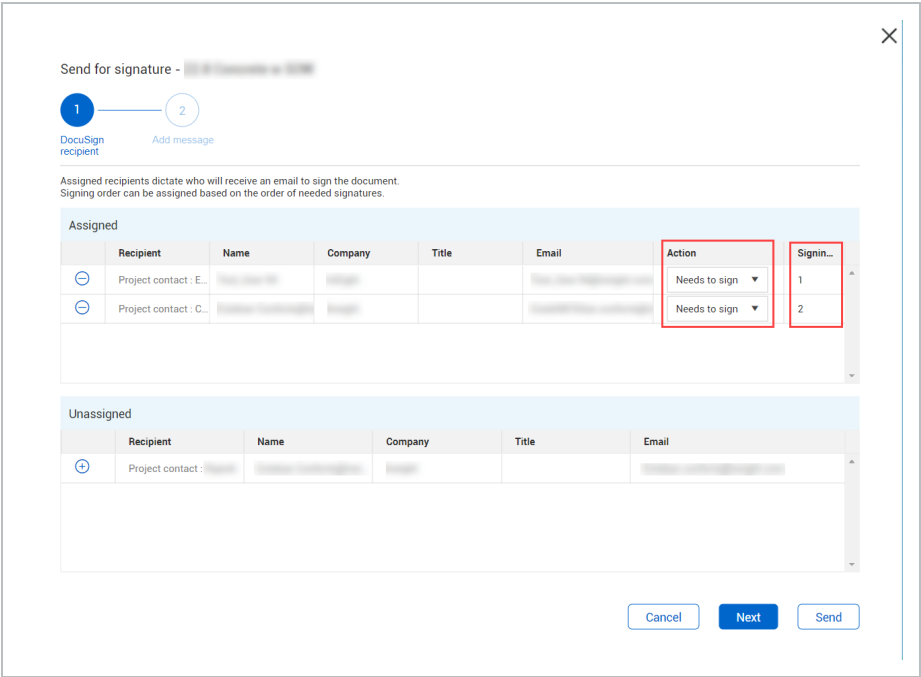 Send for signature -
1
2
DocuSign
recipient
Add message
Assigned recipients dictate who will receive an email to sign the document.
Signing order can be assigned based on the order of needed signatures.
Assigned
Recipient Name Company Title Email Action Signin...
Project contact : E... Needs to sign 1
Project contact : C... Needs to sign 2
Unassigned
Recipient Name Company Title Email
Project contact :
Cancel Next Send